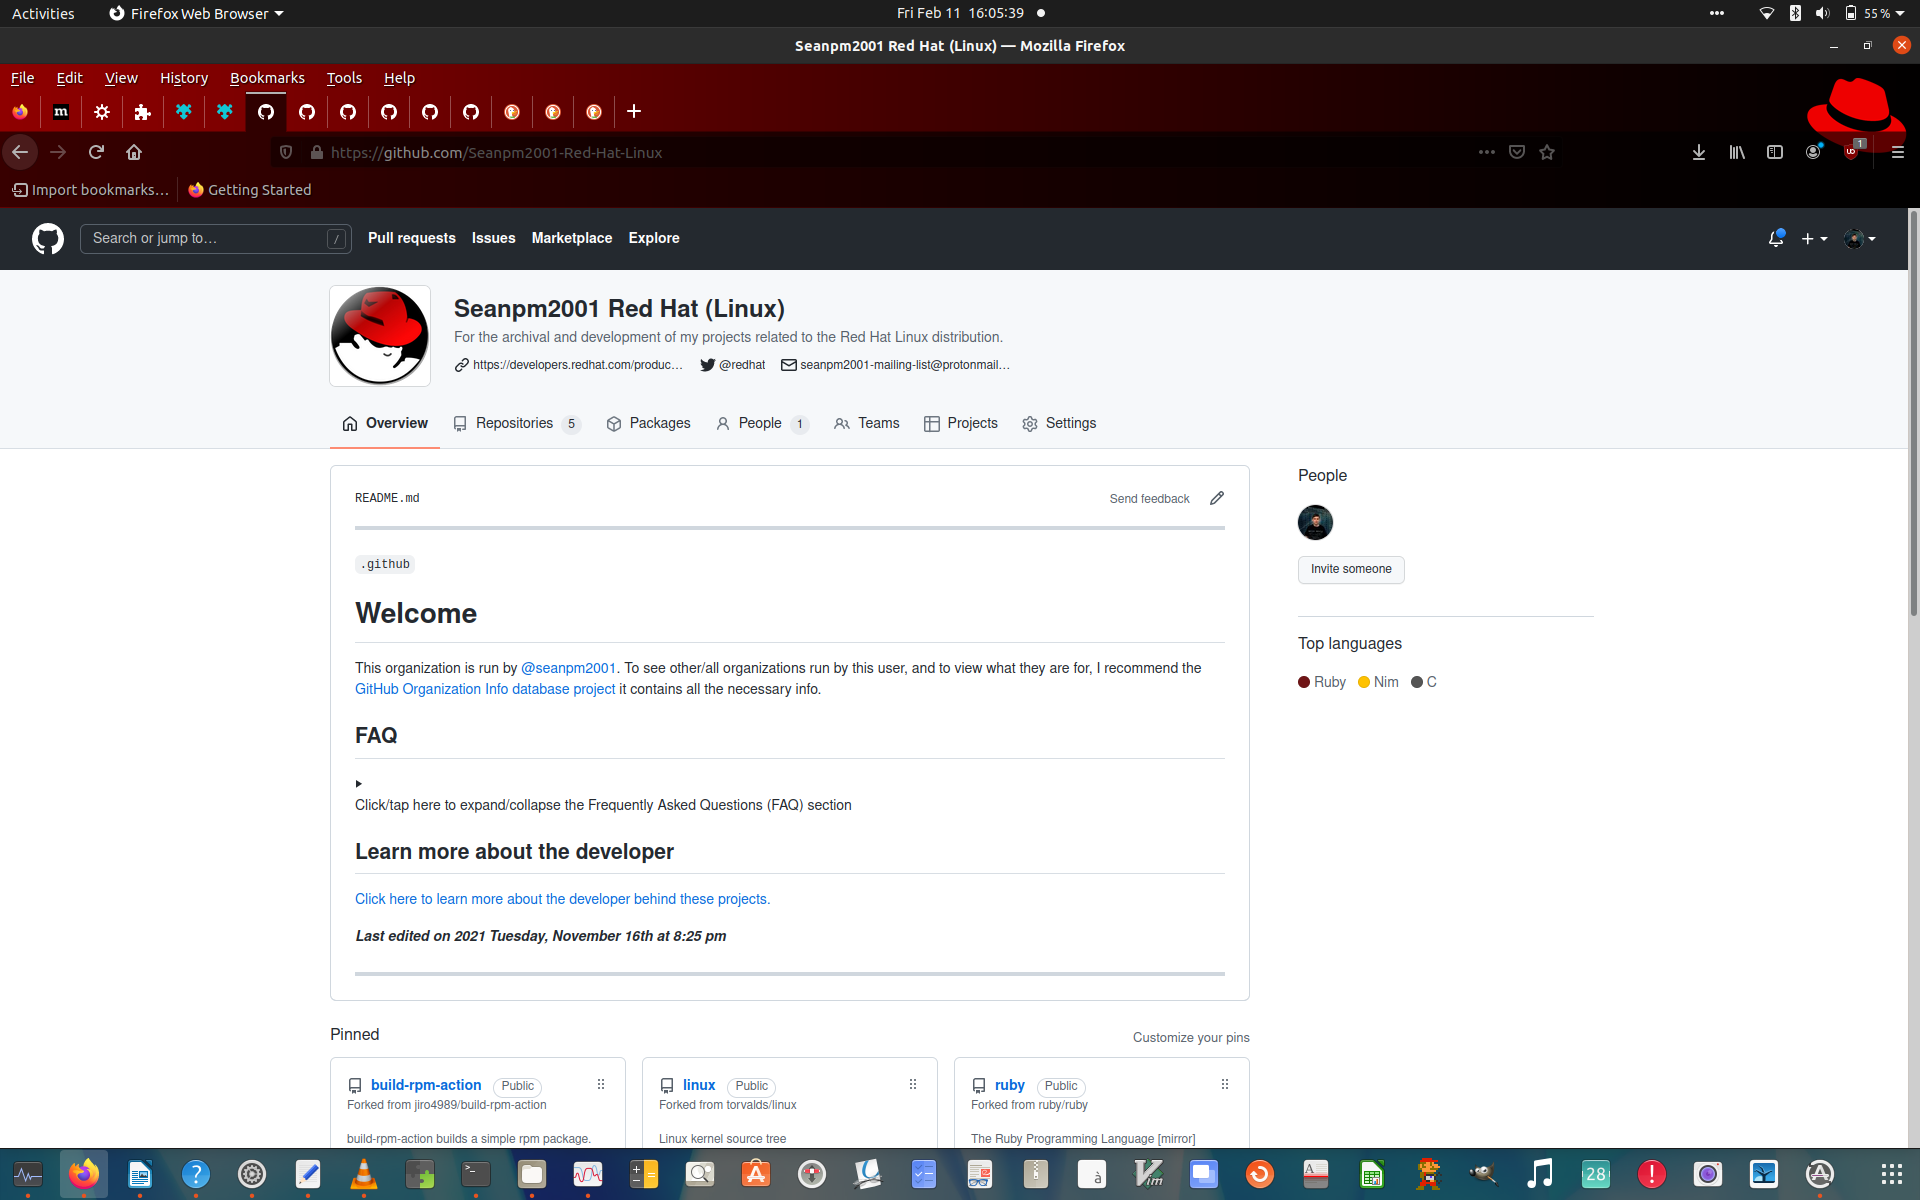 Activities
Firefox Web Browser
Fri Feb 11 16:05:39
55 %
Seanpm2001 Red Hat (Linux) — Mozilla Firefox
File Edit View History Bookmarks Tools Help
m
https://github.com/Seanpm2001-Red-Hat-Linux
1
Import bookmarks…
Getting Started
Search or jump to…
/
Pull requests Issues Marketplace Explore
Seanpm2001 Red Hat (Linux)
For the archival and development of my projects related to the Red Hat Linux distribution.
https://developers.redhat.com/produc…
@redhat
seanpm2001-mailing-list@protonmail…
Overview
Repositories 5
Packages
People 1
Teams
Projects
Settings
README.md
Send feedback
.github
Welcome
This organization is run by @seanpm2001. To see other/all organizations run by this user, and to view what they are for, I recommend the
GitHub Organization Info database project it contains all the necessary info.
FAQ
Click/tap here to expand/collapse the Frequently Asked Questions (FAQ) section
Learn more about the developer
Click here to learn more about the developer behind these projects.
Last edited on 2021 Tuesday, November 16th at 8:25 pm
People
Invite someone
Top languages
Ruby Nim C
Pinned
Customize your pins
build-rpm-action Public
Forked from jiro4989/build-rpm-action
build-rpm-action builds a simple rpm package.
linux Public
Forked from torvalds/linux
Linux kernel source tree
ruby Public
Forked from ruby/ruby
The Ruby Programming Language [mirror]
?
>_
à
Vim
A
28
!
A